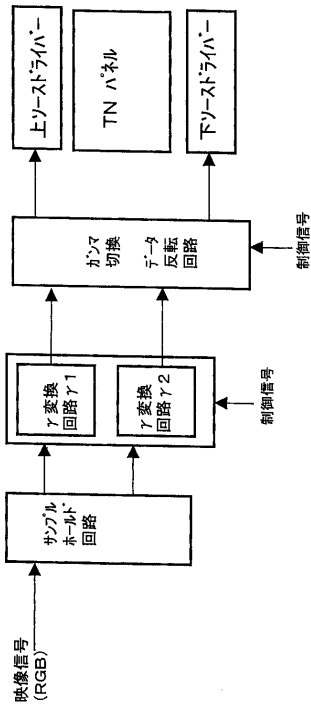 映像信号
(RGB)
サンプル
ホールド
回路
γ変換
回路γ1
γ変換
回路γ2
制御信号
ガンマ
切換
データ
反転
回路
制御信号
上ソースドライバー
TN パネル
下ソースドライバー